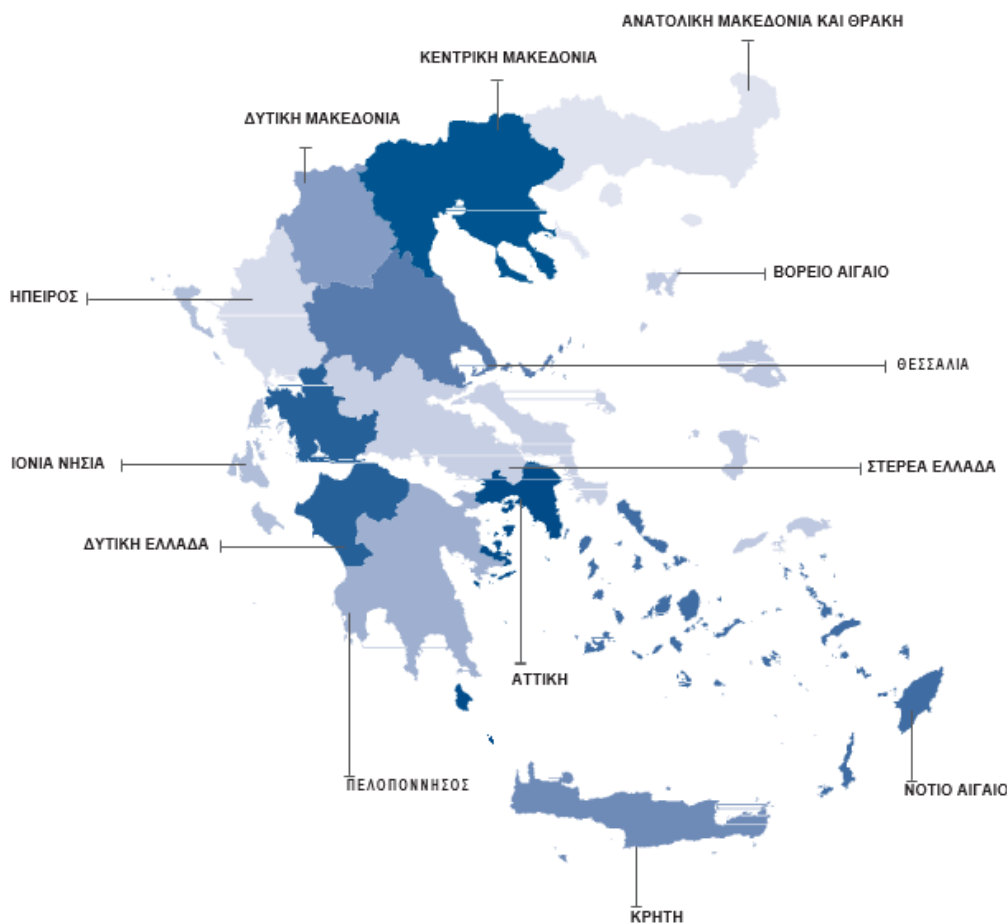 ΑΝΑΤΟΛΙΚΗ ΜΑΚΕΔΟΝΙΑ ΚΑΙ ΘΡΑΚΗ
ΚΕΝΤΡΙΚΗ ΜΑΚΕΔΟΝΙΑ
ΔΥΤΙΚΗ ΜΑΚΕΔΟΝΙΑ
ΒΟΡΕΙΟ ΑΙΓΑΙΟ
ΗΠΕΙΡΟΣ
ΘΕΣΣΑΛΙΑ
ΙΟΝΙΑ ΝΗΣΙΑ
ΣΤΕΡΕΑ ΕΛΛΑΔΑ
ΔΥΤΙΚΗ ΕΛΛΑΔΑ
ΑΤΤΙΚΗ
ΠΕΛΟΠΟΝΝΗΣΟΣ
ΝΟΤΙΟ ΑΙΓΑΙΟ
ΚΡΗΤΗ